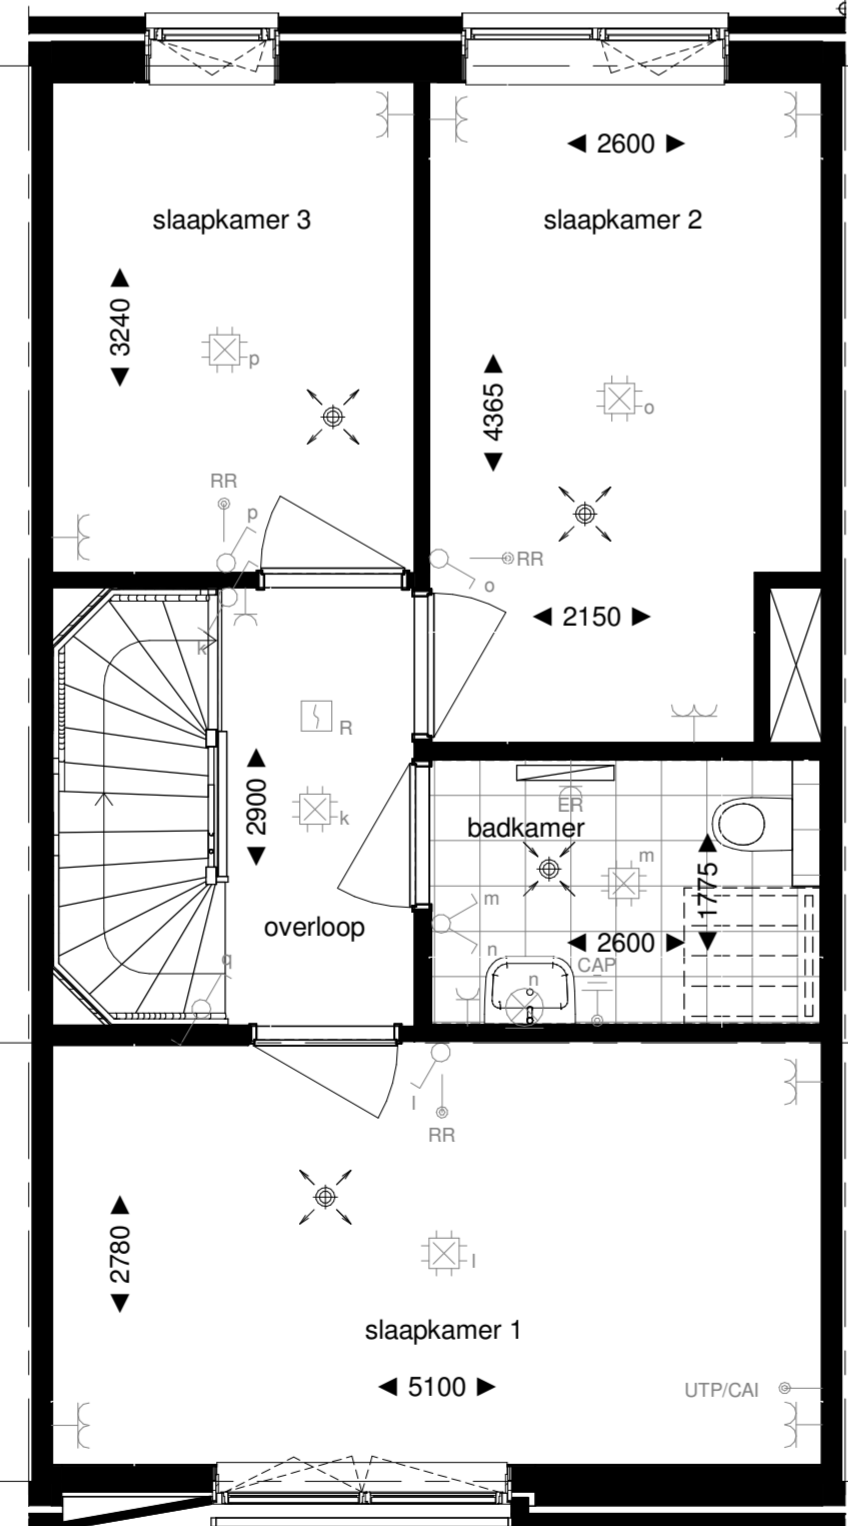 2600
slaapkamer 3
slaapkamer 2
3240
p
4365
o
RR
p
RR
o
2150
k
R
2900
k
ER
badkamer
m
1775
m
overloop
n
2600
q
CAP
n
l
RR
2780
l
slaapkamer 1
5100
UTP/CAI